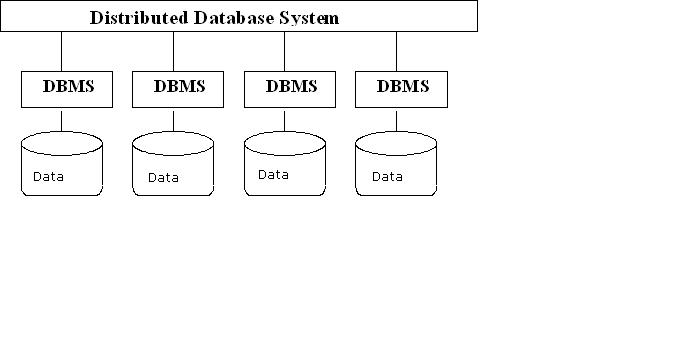 Distributed Database System
DBMS DBMS DBMS DBMS
Data Data Data Data